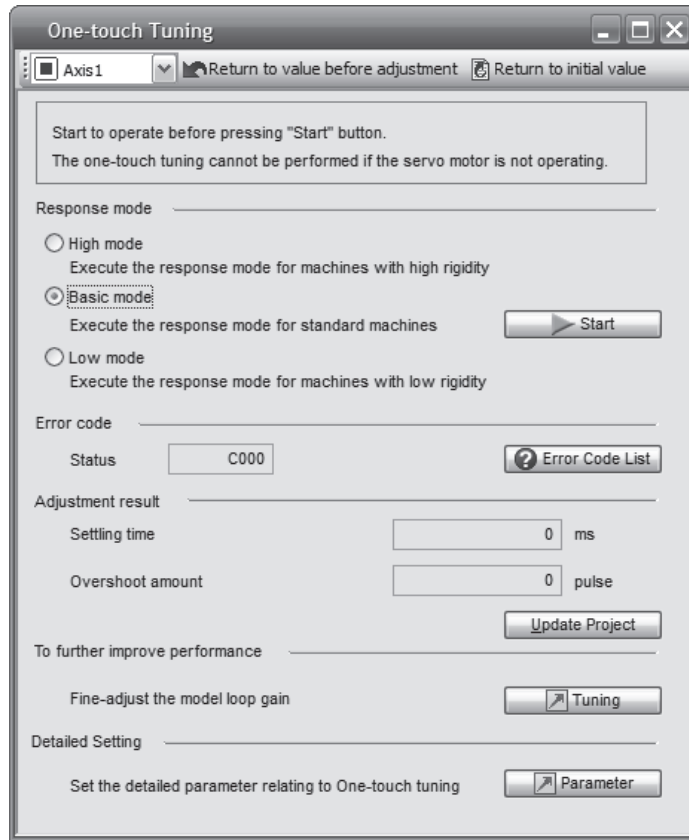 One-touch Tuning
Axis1 Return to value before adjustment Return to initial value
Start to operate before pressing "Start" button.
The one-touch tuning cannot be performed if the servo motor is not operating.
Response mode
High mode
Execute the response mode for machines with high rigidity
Basic mode
Execute the response mode for standard machines
Start
Low mode
Execute the response mode for machines with low rigidity
Error code
Status C000 Error Code List
Adjustment result
Settling time 0 ms
Overshoot amount 0 pulse
Update Project
To further improve performance
Fine-adjust the model loop gain Tuning
Detailed Setting
Set the detailed parameter relating to One-touch tuning Parameter